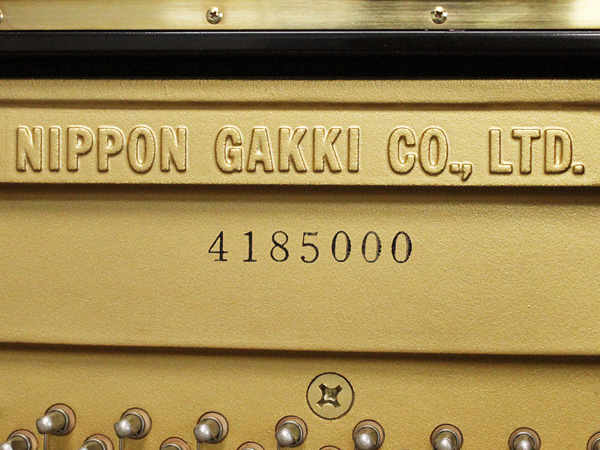 NIPPON GAKKI CO., LTD.
4185000